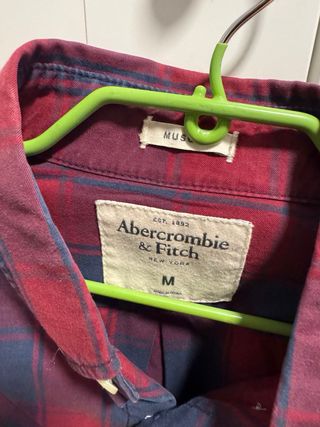 MUSC
EST. 1892
Abercrombie
& Fitch
NEW YORK
M